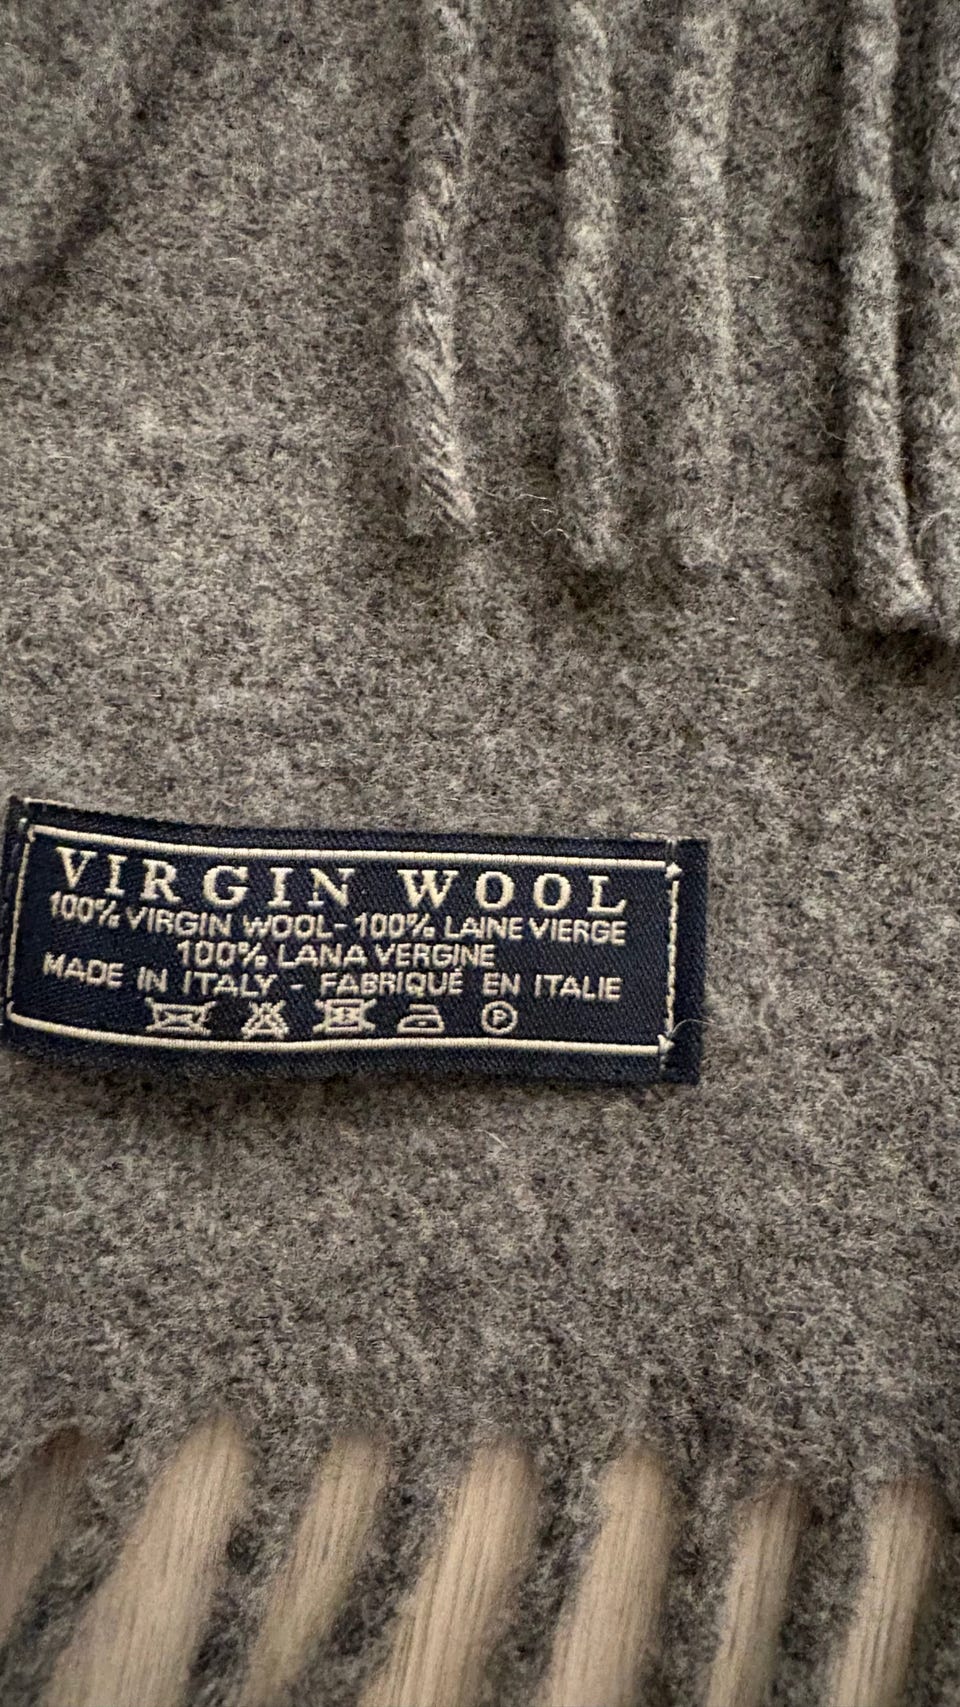 VIRGIN WOOL
100% VIRGIN WOOL - 100% LAINE VIERGE
100% LANA VERGINE
MADE IN ITALY - FABRIQUÉ EN ITALIE
P